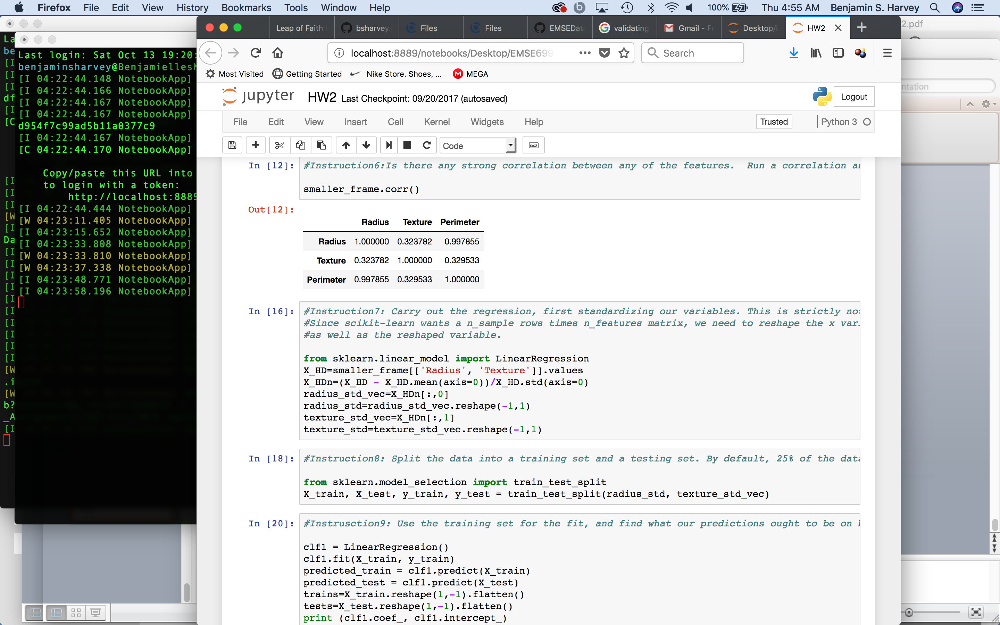 Firefox File Edit View History Bookmarks Tools Window Help 100% Thu 4:55 AM Benjamin S. Harvey
Leap of Faith bsharvey. Files Files EMSEData validating Gmail - Fr Desktop/E HW2
2.pdf
localhost:8889/notebooks/Desktop/EMSE699 Search
Most Visited Getting Started Nike Store. Shoes, ... MEGA
jupyter HW2 Last Checkpoint: 09/20/2017 (autosaved) Logout
File Edit View Insert Cell Kernel Widgets Help Trusted Python 3
Code
ntation
Last login: Sat Oct 13 19:20:
benjaminsharvey@Benjamielles
[I 04:22:44.148 NotebookApp]
[I 04:22:44.166 NotebookApp]
[I 04:22:44.167 NotebookApp]
[I 04:22:44.167 NotebookApp]
d954f7c99ad5b11a0377c9
[I 04:22:44.167 NotebookApp]
[C 04:22:44.170 NotebookApp]
Copy/paste this URL into
to login with a token:
http://localhost:8889
[I 04:22:44.444 NotebookApp]
[W 04:23:11.405 NotebookApp]
[I 04:23:15.652 NotebookApp]
[I 04:23:33.808 NotebookApp]
[W 04:23:33.810 NotebookApp]
[W 04:23:37.338 NotebookApp]
[I 04:23:48.771 NotebookApp]
[I 04:23:58.196 NotebookApp]
In [12]: #Instruction6:Is there any strong correlation between any of the features.  Run a correlation
smaller_frame.corr()
Out[12]:
Radius Texture Perimeter
Radius 1.000000 0.323782 0.997855
Texture 0.323782 1.000000 0.329533
Perimeter 0.997855 0.329533 1.000000
In [16]: #Instruction7: Carry out the regression, first standardizing our variables. This is strictly
#Since scikit-learn wants a n_sample rows times n_features matrix, we need to reshape the x
#as well as the reshaped variable.
from sklearn.linear_model import LinearRegression
X_HD=smaller_frame[['Radius', 'Texture']].values
X_HDn=(X_HD - X_HD.mean(axis=0))/X_HD.std(axis=0)
radius_std_vec=X_HDn[:,0]
radius_std=radius_std_vec.reshape(-1,1)
texture_std_vec=X_HDn[:,1]
texture_std=texture_std_vec.reshape(-1,1)
In [18]: #Instruction8: Split the data into a training set and a testing set. By default, 25% of the
from sklearn.model_selection import train_test_split
X_train, X_test, y_train, y_test = train_test_split(radius_std, texture_std_vec)
In [20]: #Instrusction9: Use the training set for the fit, and find what our predictions ought to be on
clf1 = LinearRegression()
clf1.fit(X_train, y_train)
predicted_train = clf1.predict(X_train)
predicted_test = clf1.predict(X_test)
trains=X_train.reshape(1,-1).flatten()
tests=X_test.reshape(1,-1).flatten()
print (clf1.coef_, clf1.intercept_)